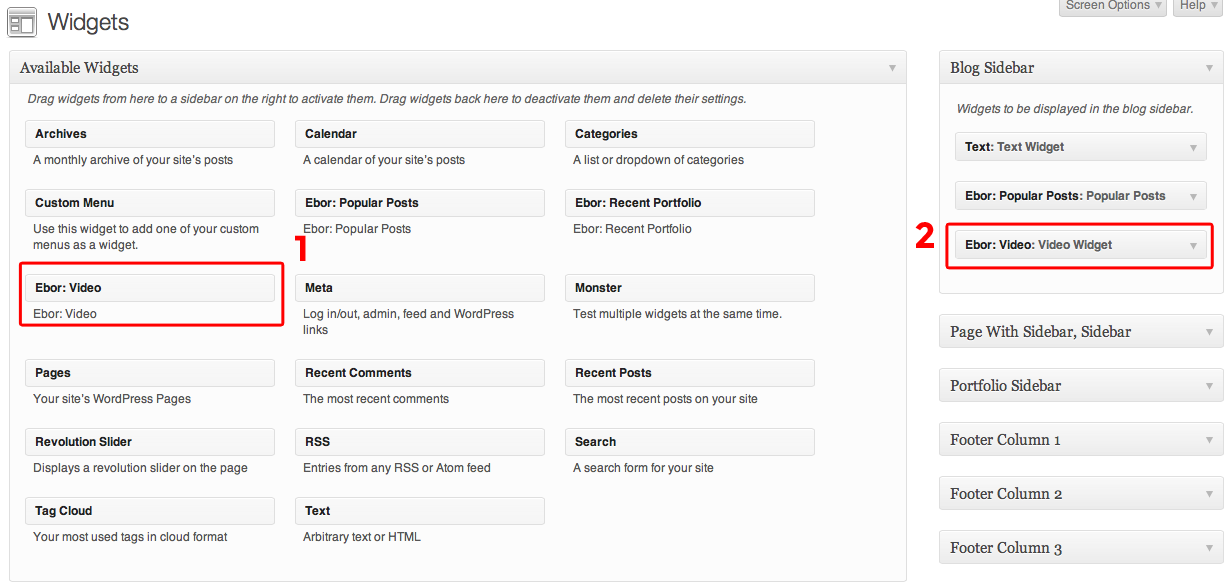 Widgets
Screen Options
Help
Available Widgets
Drag widgets from here to a sidebar on the right to activate them. Drag widgets back here to deactivate them and delete their settings.
Archives
A monthly archive of your site's posts
Calendar
A calendar of your site's posts
Categories
A list or dropdown of categories
Custom Menu
Use this widget to add one of your custom
menus as a widget.
Ebor: Popular Posts
Ebor: Popular Posts
Ebor: Recent Portfolio
Ebor: Recent Portfolio
1
Ebor: Video
Ebor: Video
Meta
Log in/out, admin, feed and WordPress
links
Monster
Test multiple widgets at the same time.
Pages
Your site's WordPress Pages
Recent Comments
The most recent comments
Recent Posts
The most recent posts on your site
Revolution Slider
Displays a revolution slider on the page
RSS
Entries from any RSS or Atom feed
Search
A search form for your site
Tag Cloud
Your most used tags in cloud format
Text
Arbitrary text or HTML
Blog Sidebar
Widgets to be displayed in the blog sidebar.
Text: Text Widget
Ebor: Popular Posts: Popular Posts
2
Ebor: Video: Video Widget
Page With Sidebar, Sidebar
Portfolio Sidebar
Footer Column 1
Footer Column 2
Footer Column 3